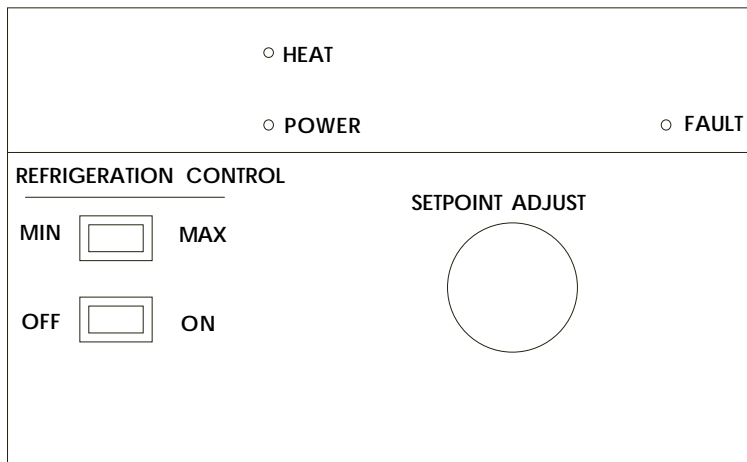 HEAT
POWER
FAULT
REFRIGERATION CONTROL
SETPOINT ADJUST
MIN MAX
OFF ON